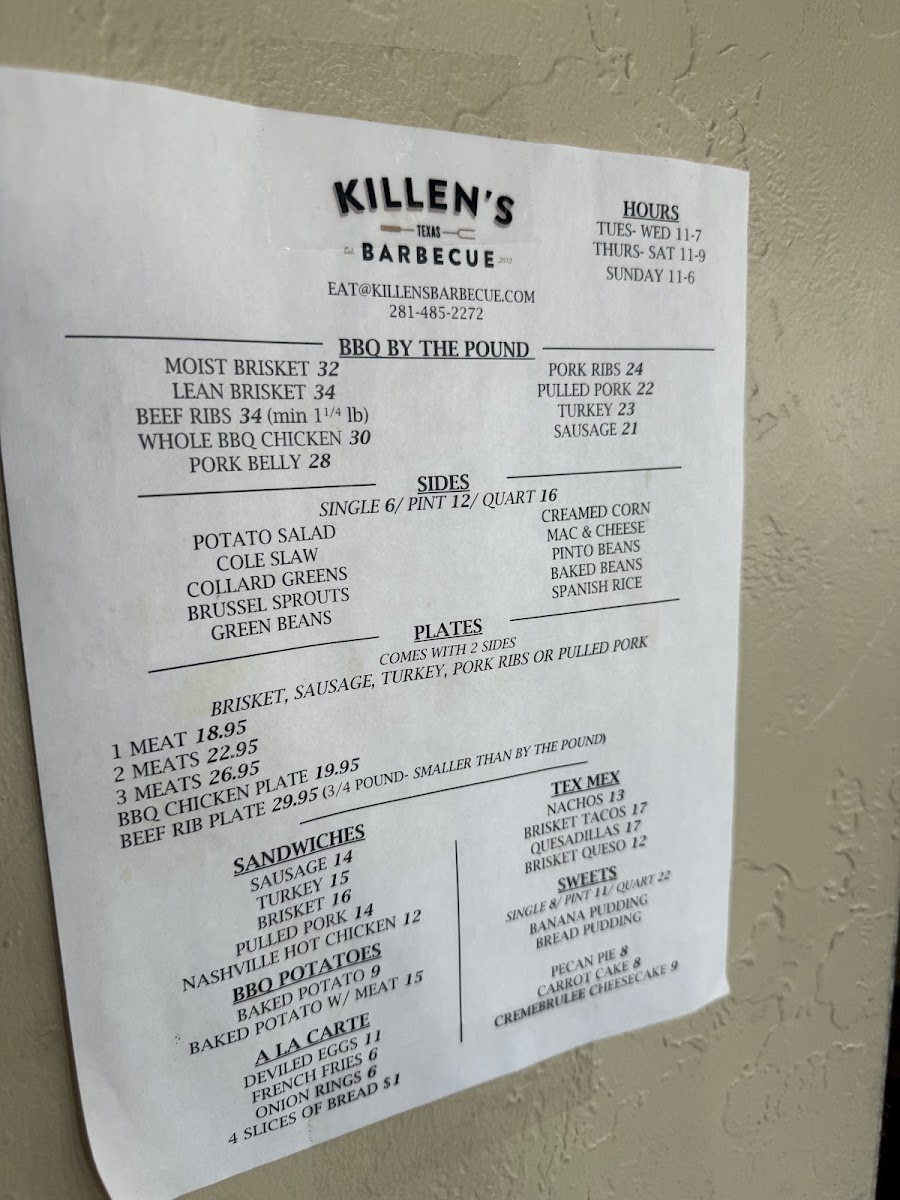 KILLEN'S
TEXAS
Est. BARBECUE 2013
EAT@KILLENSBARBECUE.COM
281-485-2272
HOURS
TUES- WED 11-7
THURS- SAT 11-9
SUNDAY 11-6
BBQ BY THE POUND
MOIST BRISKET 32
LEAN BRISKET 34
BEEF RIBS 34 (min 1 1/4 lb)
WHOLE BBQ CHICKEN 30
PORK BELLY 28
PORK RIBS 24
PULLED PORK 22
TURKEY 23
SAUSAGE 21
SIDES
SINGLE 6/ PINT 12/ QUART 16
POTATO SALAD
COLE SLAW
COLLARD GREENS
BRUSSEL SPROUTS
GREEN BEANS
CREAMED CORN
MAC & CHEESE
PINTO BEANS
BAKED BEANS
SPANISH RICE
PLATES
COMES WITH 2 SIDES
BRISKET, SAUSAGE, TURKEY, PORK RIBS OR PULLED PORK
1 MEAT 18.95
2 MEATS 22.95
3 MEATS 26.95
BBQ CHICKEN PLATE 19.95
BEEF RIB PLATE 29.95 (3/4 POUND- SMALLER THAN BY THE POUND)
SANDWICHES
SAUSAGE 14
TURKEY 15
BRISKET 16
PULLED PORK 14
NASHVILLE HOT CHICKEN 12
BBQ POTATOES
BAKED POTATO 9
BAKED POTATO W/ MEAT 15
A LA CARTE
DEVILED EGGS 11
FRENCH FRIES 6
ONION RINGS 6
4 SLICES OF BREAD $1
TEX MEX
NACHOS 13
BRISKET TACOS 17
QUESADILLAS 17
BRISKET QUESO 12
SWEETS
SINGLE 8/ PINT 11/ QUART 22
BANANA PUDDING
BREAD PUDDING
PECAN PIE 8
CARROT CAKE 8
CREMEBRULEE CHEESECAKE 9